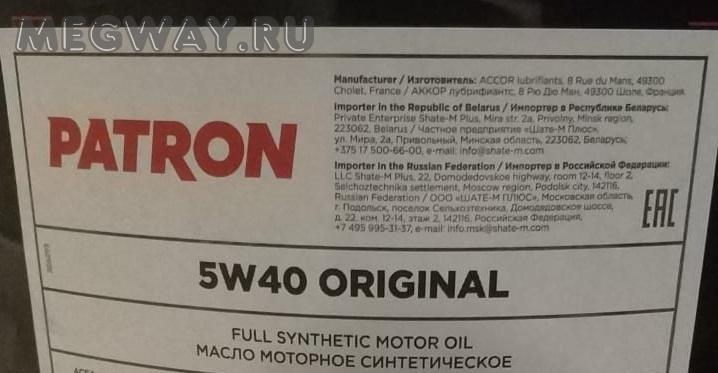 MEGWAY.RU
PATRON
Manufacturer / Изготовитель: ACCOR lubrifiants, 8 Rue du Mans, 49300
Cholet, France / АККОР лубрифиантс, 8 Рю Дю Ман, 49300 Шоле, Франция
Importer in the Republic of Belarus / Импортер в Республике Беларусь:
Private Enterprise Shate-M Plus, Mira str. 2a, Privolny, Minsk region,
223062, Belarus / Частное предприятие «Шате-М Плюс»,
ул. Мира, 2а, Привольный, Минская область, 223062, Беларусь;
+375 17 500-66-00, e-mail: info@shate-m.com
Importer in the Russian Federation / Импортер в Российской Федерации:
LLC Shate-M Plus, 22, Domodedovskoe highway, room 12-14, floor 2,
Selchoztechnika settlement, Moscow region, Podolsk city, 142116,
Russian Federation / ООО «ШАТЕ-М ПЛЮС», Московская область,
г. Подольск, поселок Сельхозтехника, Домодедовское шоссе,
д. 22, ком. 12-14, этаж 2, 142116, Российская Федерация,
+7 495 995-31-37, e-mail: info.msk@shate-m.com
EAC
5W40 ORIGINAL
FULL SYNTHETIC MOTOR OIL
МАСЛО МОТОРНОЕ СИНТЕТИЧЕСКОЕ